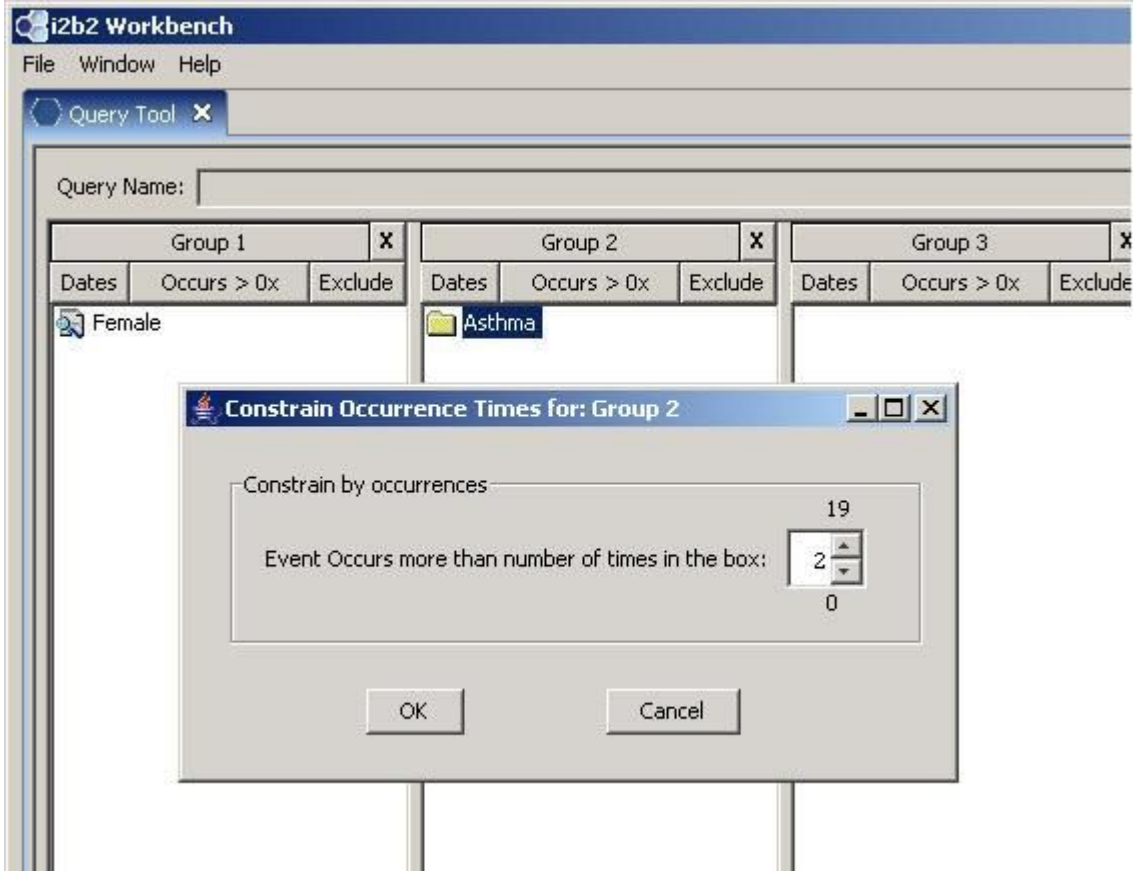 i2b2 Workbench
File Window Help
Query Tool
Query Name:
Group 1 X Group 2 X Group 3 X
Dates Occurs > 0x Exclude Dates Occurs > 0x Exclude Dates Occurs > 0x Exclude
Female Asthma
Constrain Occurrence Times for: Group 2
Constrain by occurrences
19
Event Occurs more than number of times in the box: 2
0
OK Cancel